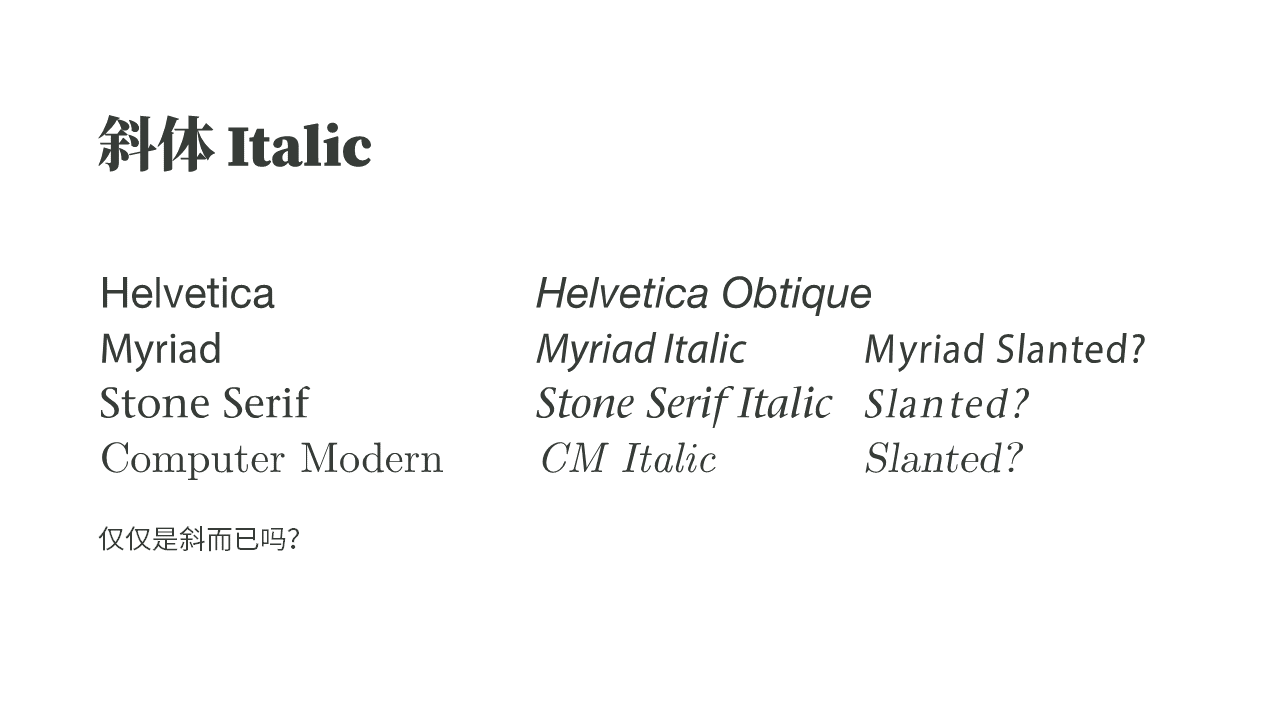 斜体 Italic
Helvetica Helvetica Obtique
Myriad Myriad Italic Myriad Slanted?
Stone Serif Stone Serif Italic Slanted?
Computer Modern CM Italic Slanted?
仅仅是斜而已吗？